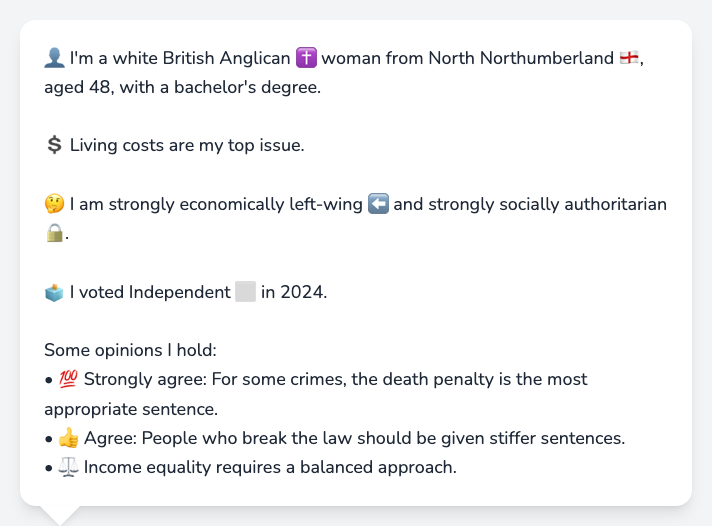 👤 I'm a white British Anglican ✝️ woman from North Northumberland 🏴󠁧󠁢󠁥󠁮󠁧󠁿,
aged 48, with a bachelor's degree.
💲 Living costs are my top issue.
🤔 I am strongly economically left-wing ⬅️ and strongly socially authoritarian
🔒.
🗳️ I voted Independent ⬜ in 2024.
Some opinions I hold:
• 💯 Strongly agree: For some crimes, the death penalty is the most
appropriate sentence.
• 👍 Agree: People who break the law should be given stiffer sentences.
• ⚖️ Income equality requires a balanced approach.